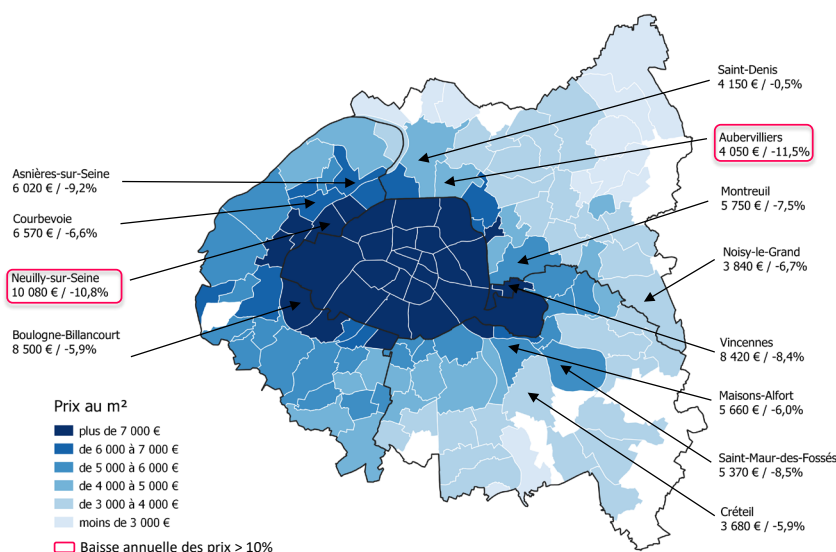 Saint-Denis
4 150 € / -0,5%
Aubervilliers
4 050 € / -11,5%
Montreuil
5 750 € / -7,5%
Noisy-le-Grand
3 840 € / -6,7%
Vincennes
8 420 € / -8,4%
Maisons-Alfort
5 660 € / -6,0%
Saint-Maur-des-Fossés
5 370 € / -8,5%
Créteil
3 680 € / -5,9%
Asnières-sur-Seine
6 020 € / -9,2%
Courbevoie
6 570 € / -6,6%
Neuilly-sur-Seine
10 080 € / -10,8%
Boulogne-Billancourt
8 500 € / -5,9%
Prix au m²
plus de 7 000 €
de 6 000 à 7 000 €
de 5 000 à 6 000 €
de 4 000 à 5 000 €
de 3 000 à 4 000 €
moins de 3 000 €
Baisse annuelle des prix > 10%